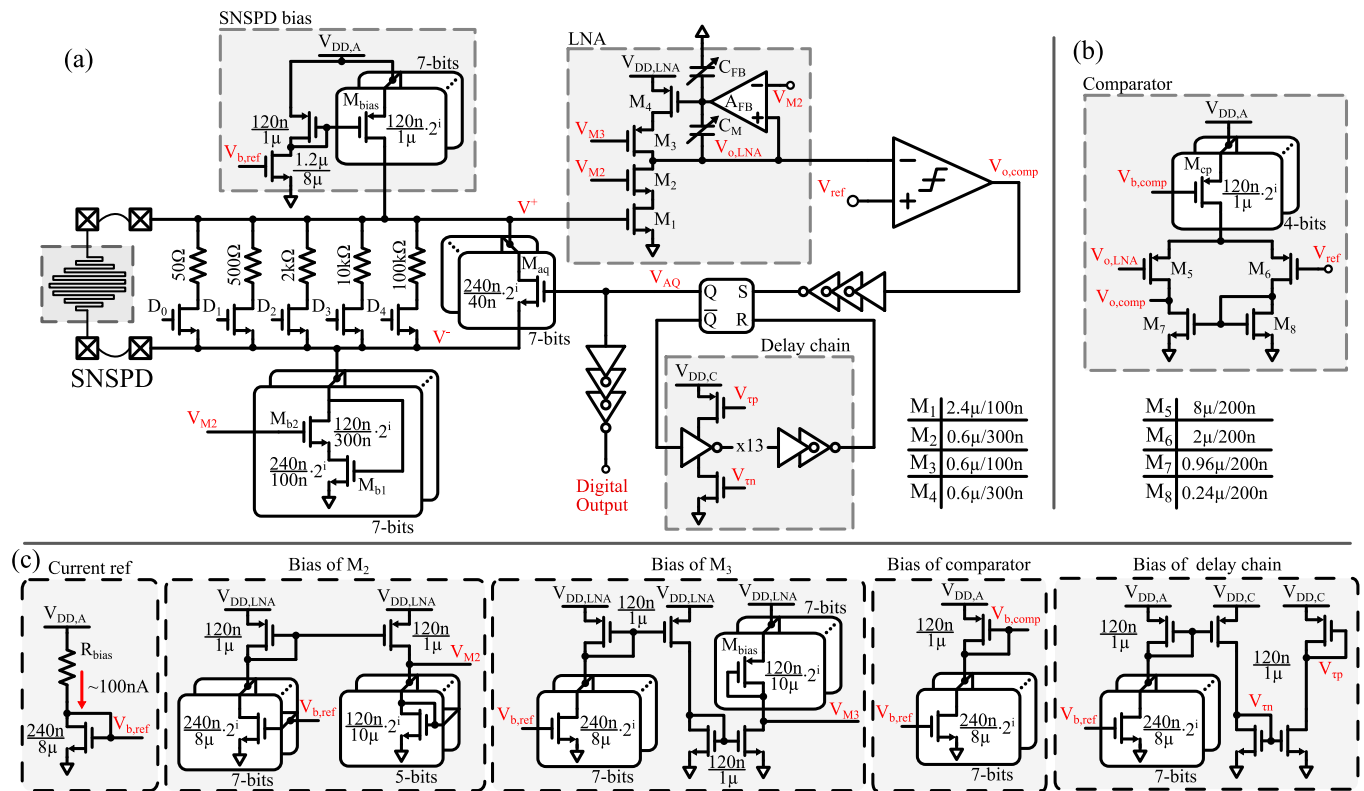 (a)
SNSPD bias
V_DD,A
7-bits
M_bias
120n/1μ
120n/1μ·2^i
V_b,ref
1.2μ/8μ
LNA
V_DD,LNA
C_FB
M_4
A_FB
V_M2
V_M3
M_3
C_M
V_o,LNA
V_M2
M_2
M_1
V^+
V_ref
V_o,comp
50Ω
500Ω
2kΩ
10kΩ
100kΩ
D_0
D_1
D_2
D_3
D_4
M_aq
240n/40n·2^i
7-bits
V^-
SNSPD
V_AQ
Q
S
Q̅
R
Delay chain
V_DD,C
V_τp
x13
V_τn
V_M2
M_b2
120n/300n·2^i
240n/100n·2^i
M_b1
7-bits
Digital
Output
M_1 2.4μ/100n
M_2 0.6μ/300n
M_3 0.6μ/100n
M_4 0.6μ/300n
(b)
Comparator
V_DD,A
M_cp
V_b,comp
120n/1μ·2^i
4-bits
V_o,LNA
M_5
M_6
V_ref
V_o,comp
M_7
M_8
M_5 8μ/200n
M_6 2μ/200n
M_7 0.96μ/200n
M_8 0.24μ/200n
(c)
Current ref
V_DD,A
R_bias
~100nA
V_b,ref
240n/8μ
Bias of M_2
V_DD,LNA
V_DD,LNA
120n/1μ
120n/1μ
V_M2
240n/8μ·2^i
V_b,ref
120n/10μ·2^i
7-bits
5-bits
Bias of M_3
V_DD,LNA
V_DD,LNA
V_DD,LNA
120n/1μ
7-bits
M_bias
120n/10μ·2^i
V_b,ref
240n/8μ·2^i
V_M3
7-bits
120n/1μ
Bias of comparator
V_DD,A
V_b,comp
120n/1μ
V_b,ref
240n/8μ·2^i
7-bits
Bias of delay chain
V_DD,A
V_DD,C
V_DD,C
120n/1μ
120n/1μ
V_τp
V_τn
V_b,ref
240n/8μ·2^i
7-bits